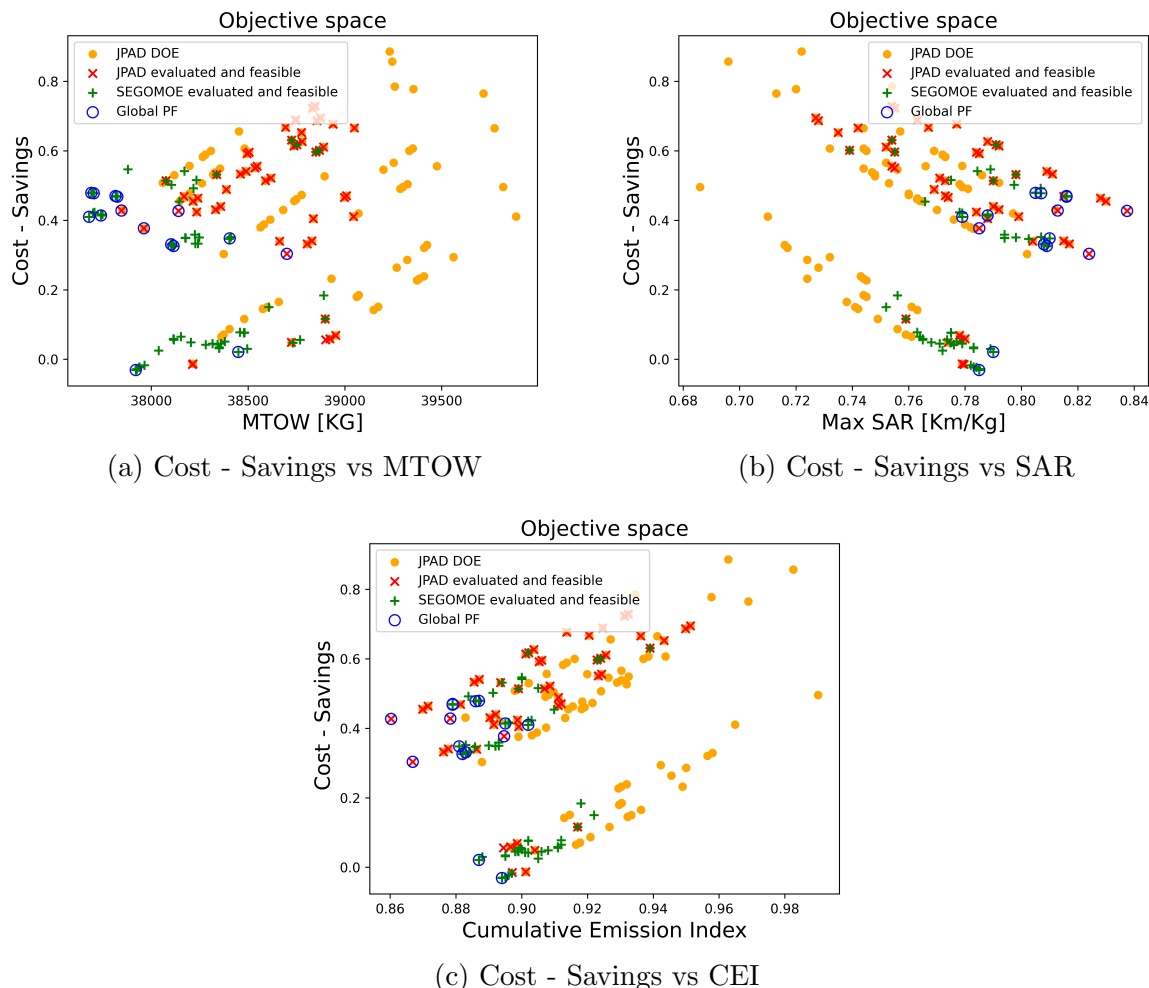 Objective space
JPAD DOE
JPAD evaluated and feasible
SEGOMOE evaluated and feasible
Global PF
Cost - Savings
0.8
0.6
0.4
0.2
0.0
38000 38500 39000 39500
MTOW [KG]
(a) Cost - Savings vs MTOW
Objective space
JPAD DOE
JPAD evaluated and feasible
SEGOMOE evaluated and feasible
Global PF
Cost - Savings
0.8
0.6
0.4
0.2
0.0
0.68 0.70 0.72 0.74 0.76 0.78 0.80 0.82 0.84
Max SAR [Km/Kg]
(b) Cost - Savings vs SAR
Objective space
JPAD DOE
JPAD evaluated and feasible
SEGOMOE evaluated and feasible
Global PF
Cost - Savings
0.8
0.6
0.4
0.2
0.0
0.86 0.88 0.90 0.92 0.94 0.96 0.98
Cumulative Emission Index
(c) Cost - Savings vs CEI